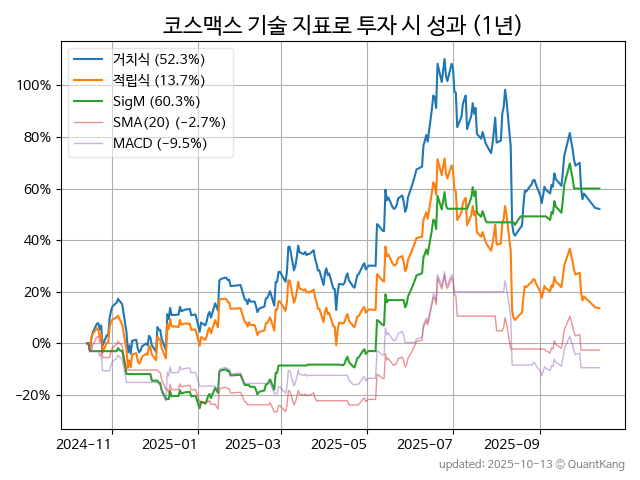 코스맥스 기술 지표로 투자 시 성과 (1년)
거치식 (52.3%)
적립식 (13.7%)
SigM (60.3%)
SMA(20) (−2.7%)
MACD (−9.5%)
100%
80%
60%
40%
20%
0%
−20%
2024-11 2025-01 2025-03 2025-05 2025-07 2025-09
updated: 2025-10-13 ⓒ QuantKang